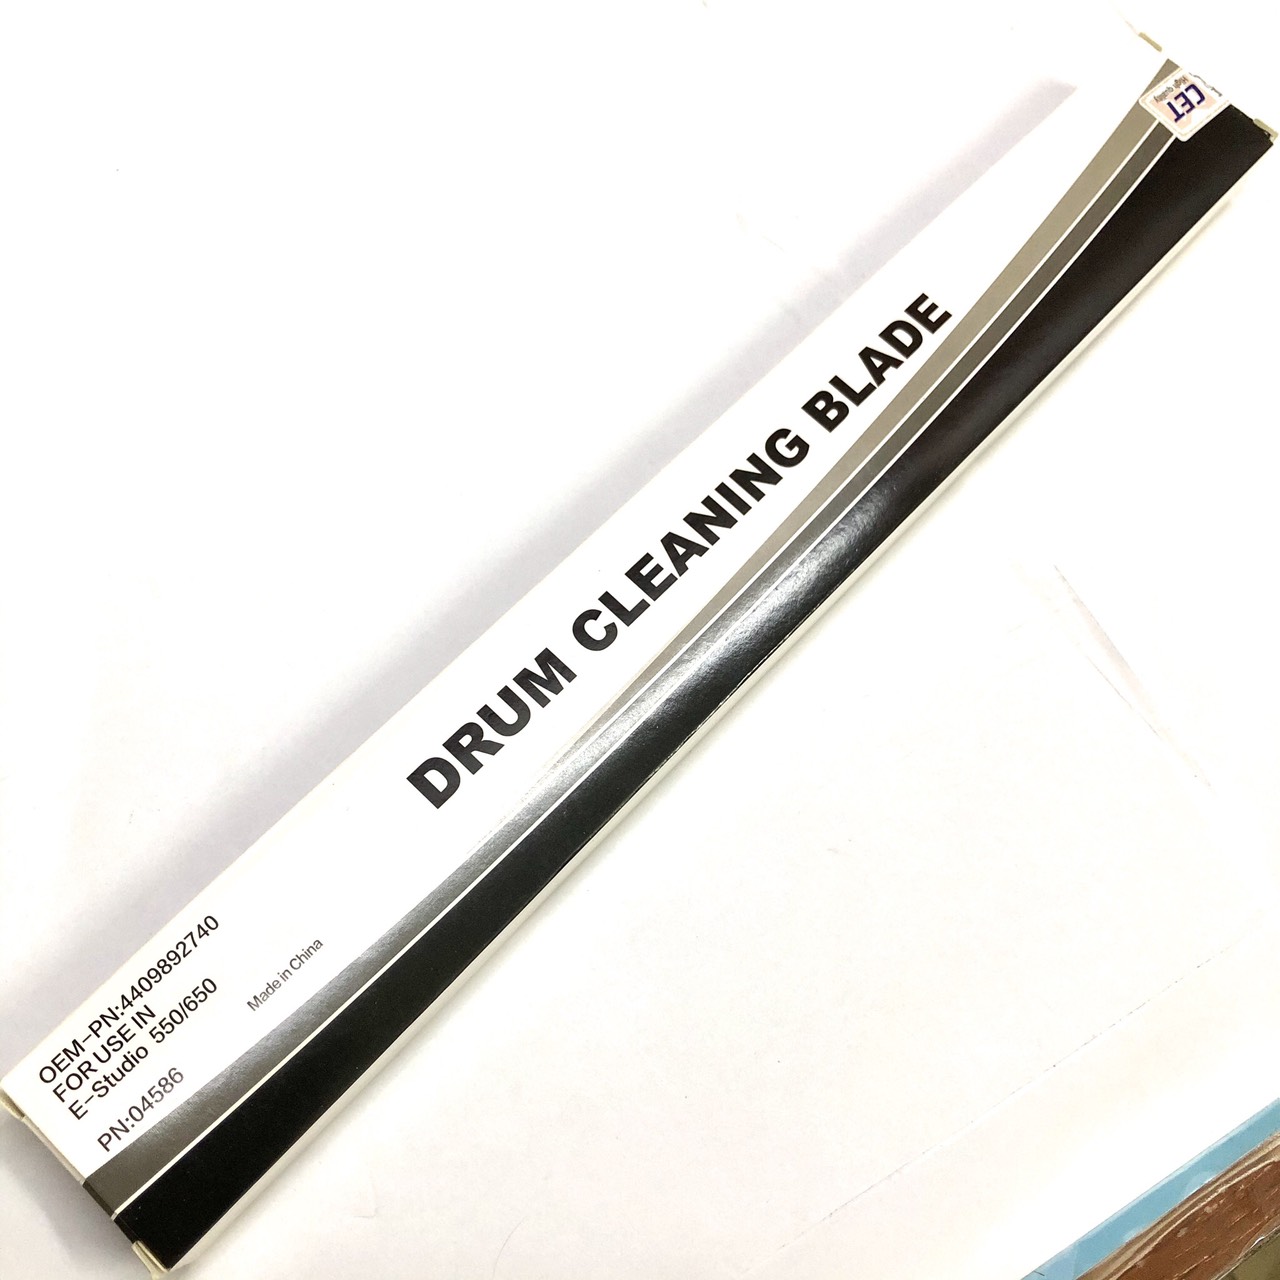 CET
High quality
DRUM CLEANING BLADE
OEM-PN:4409892740
FOR USE IN
E-Studio 550/650
PN:04586
Made in China